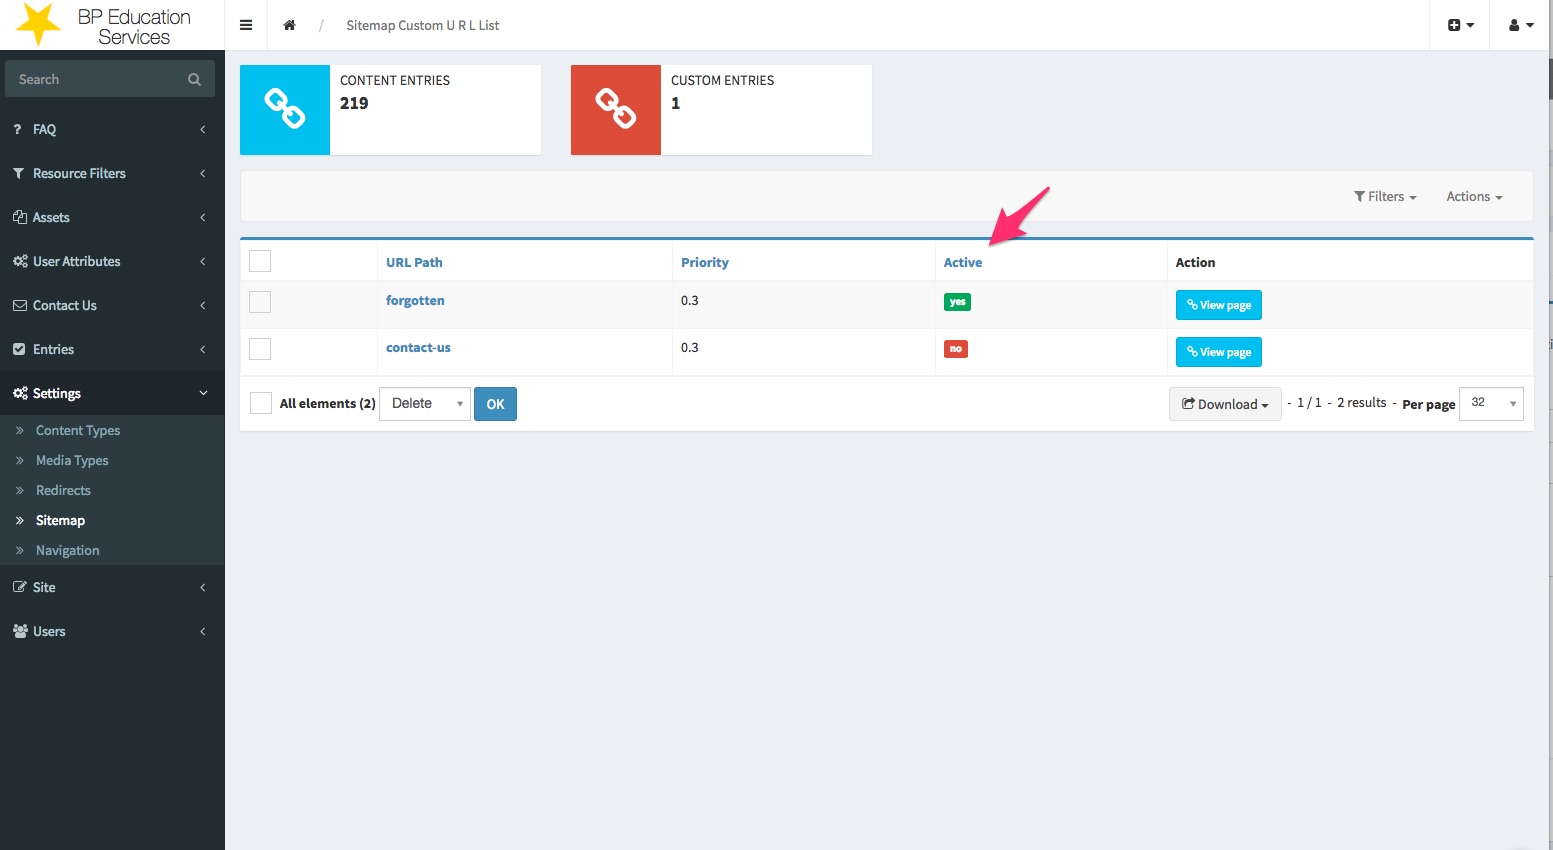 BP Education
Services
Sitemap Custom U R L List
Search
FAQ
Resource Filters
Assets
User Attributes
Contact Us
Entries
Settings
Content Types
Media Types
Redirects
Sitemap
Navigation
Site
Users
CONTENT ENTRIES
219
CUSTOM ENTRIES
1
Filters
Actions
URL Path Priority Active Action
forgotten 0.3 yes View page
contact-us 0.3 no View page
All elements (2) Delete OK Download - 1 / 1 - 2 results - Per page 32